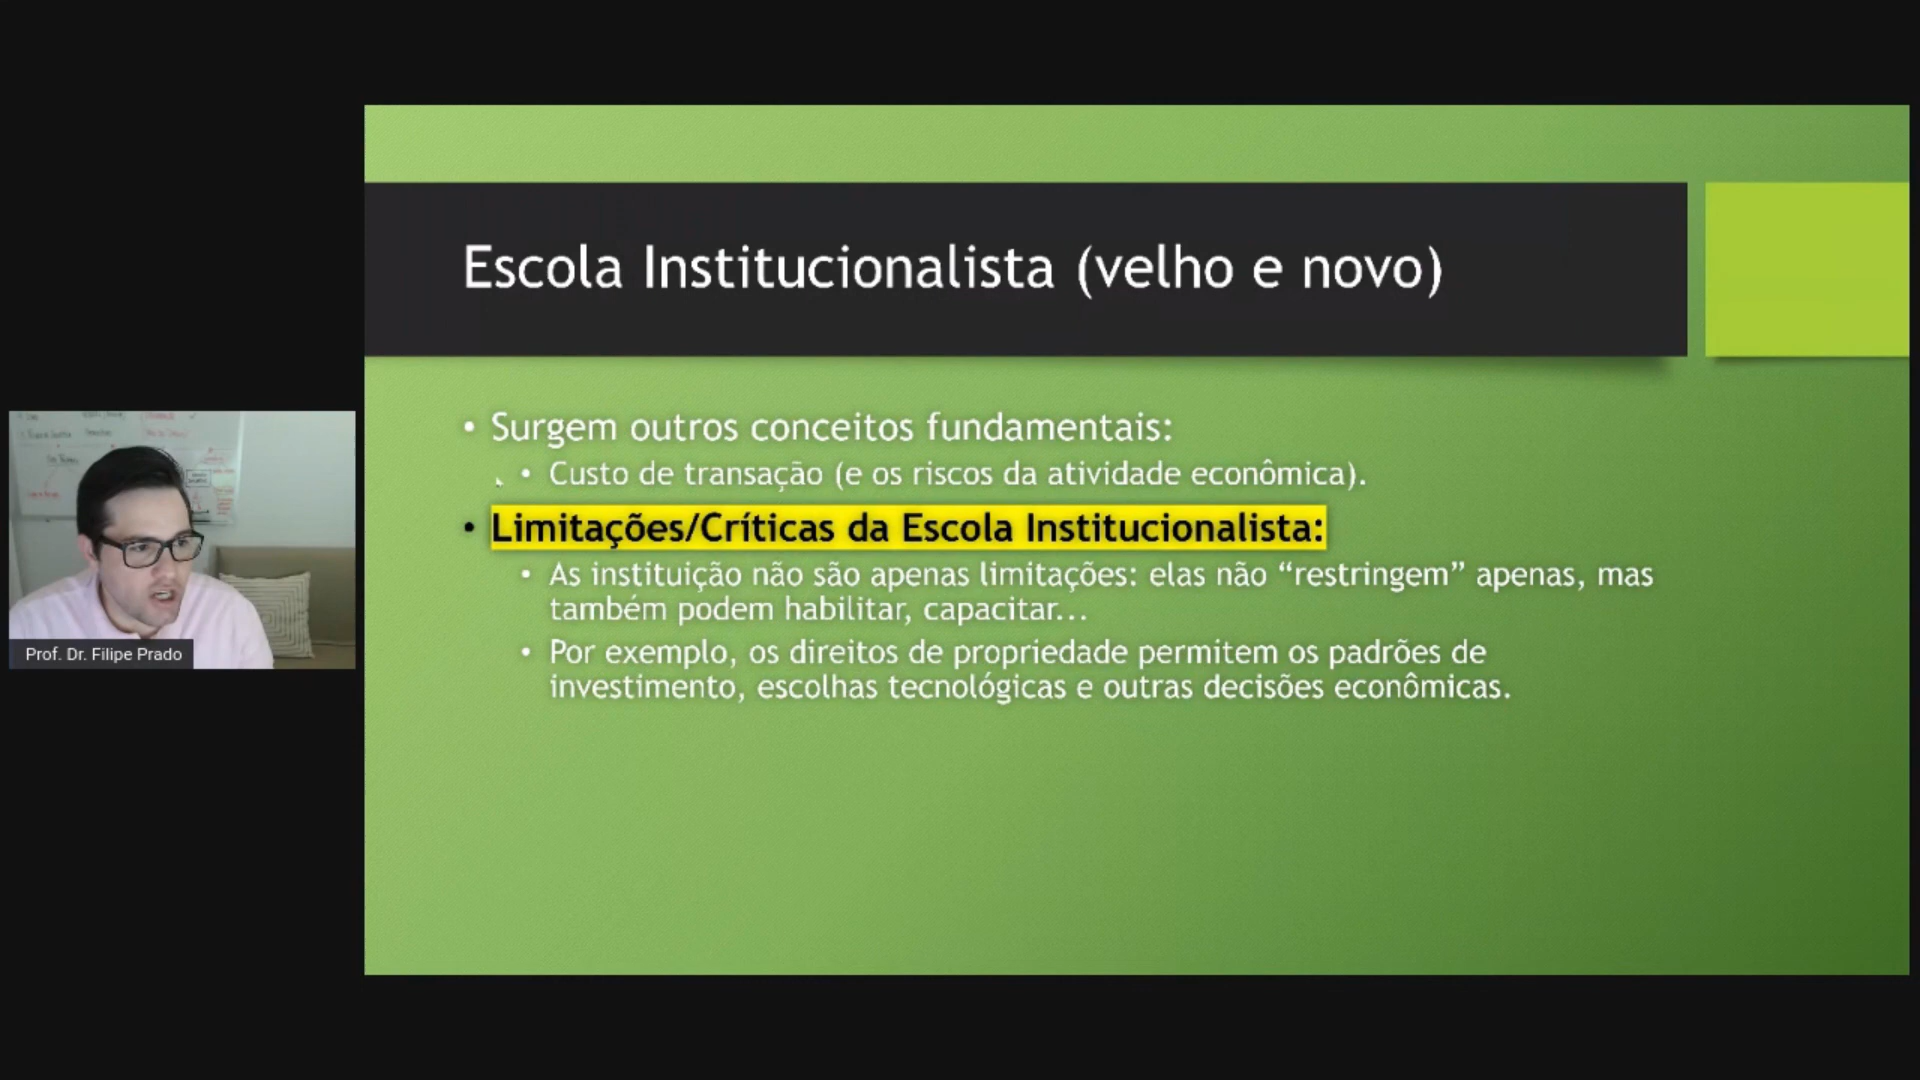 Escola Institucionalista (velho e novo)
• Surgem outros conceitos fundamentais:
• Custo de transação (e os riscos da atividade econômica).
• Limitações/Críticas da Escola Institucionalista:
• As instituição não são apenas limitações: elas não “restringem” apenas, mas
também podem habilitar, capacitar...
• Por exemplo, os direitos de propriedade permitem os padrões de
investimento, escolhas tecnológicas e outras decisões econômicas.
Prof. Dr. Filipe Prado